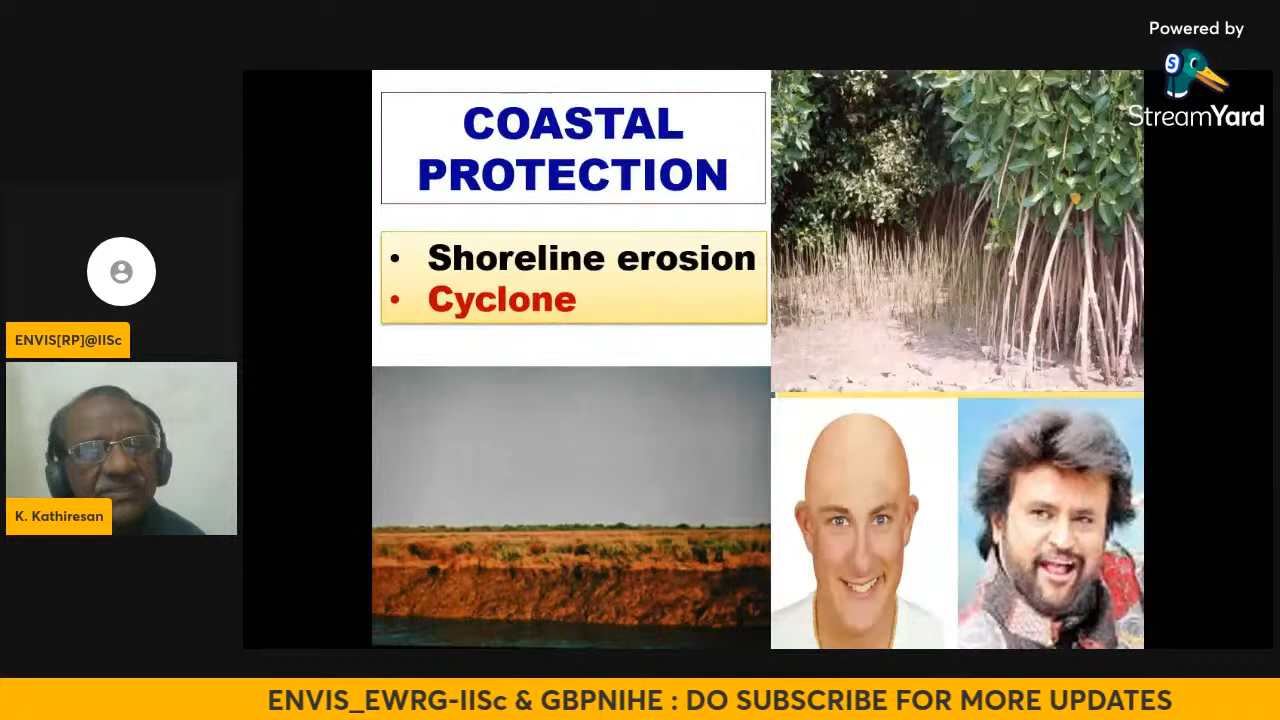 Powered by
StreamYard
COASTAL
PROTECTION
• Shoreline erosion
• Cyclone
ENVIS[RP]@IISc
K. Kathiresan
ENVIS_EWRG-IISc & GBPNIHE : DO SUBSCRIBE FOR MORE UPDATES